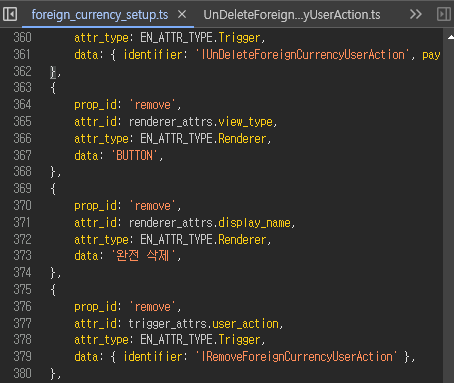 foreign_currency_setup.ts × UnDeleteForeign...yUserAction.ts
360 attr_type: EN_ATTR_TYPE.Trigger,
361 data: { identifier: 'IUnDeleteForeignCurrencyUserAction', pay
362 },
363 {
364 prop_id: 'remove',
365 attr_id: renderer_attrs.view_type,
366 attr_type: EN_ATTR_TYPE.Renderer,
367 data: 'BUTTON',
368 },
369 {
370 prop_id: 'remove',
371 attr_id: renderer_attrs.display_name,
372 attr_type: EN_ATTR_TYPE.Renderer,
373 data: '완전 삭제',
374 },
375 {
376 prop_id: 'remove',
377 attr_id: trigger_attrs.user_action,
378 attr_type: EN_ATTR_TYPE.Trigger,
379 data: { identifier: 'IRemoveForeignCurrencyUserAction' },
380 },